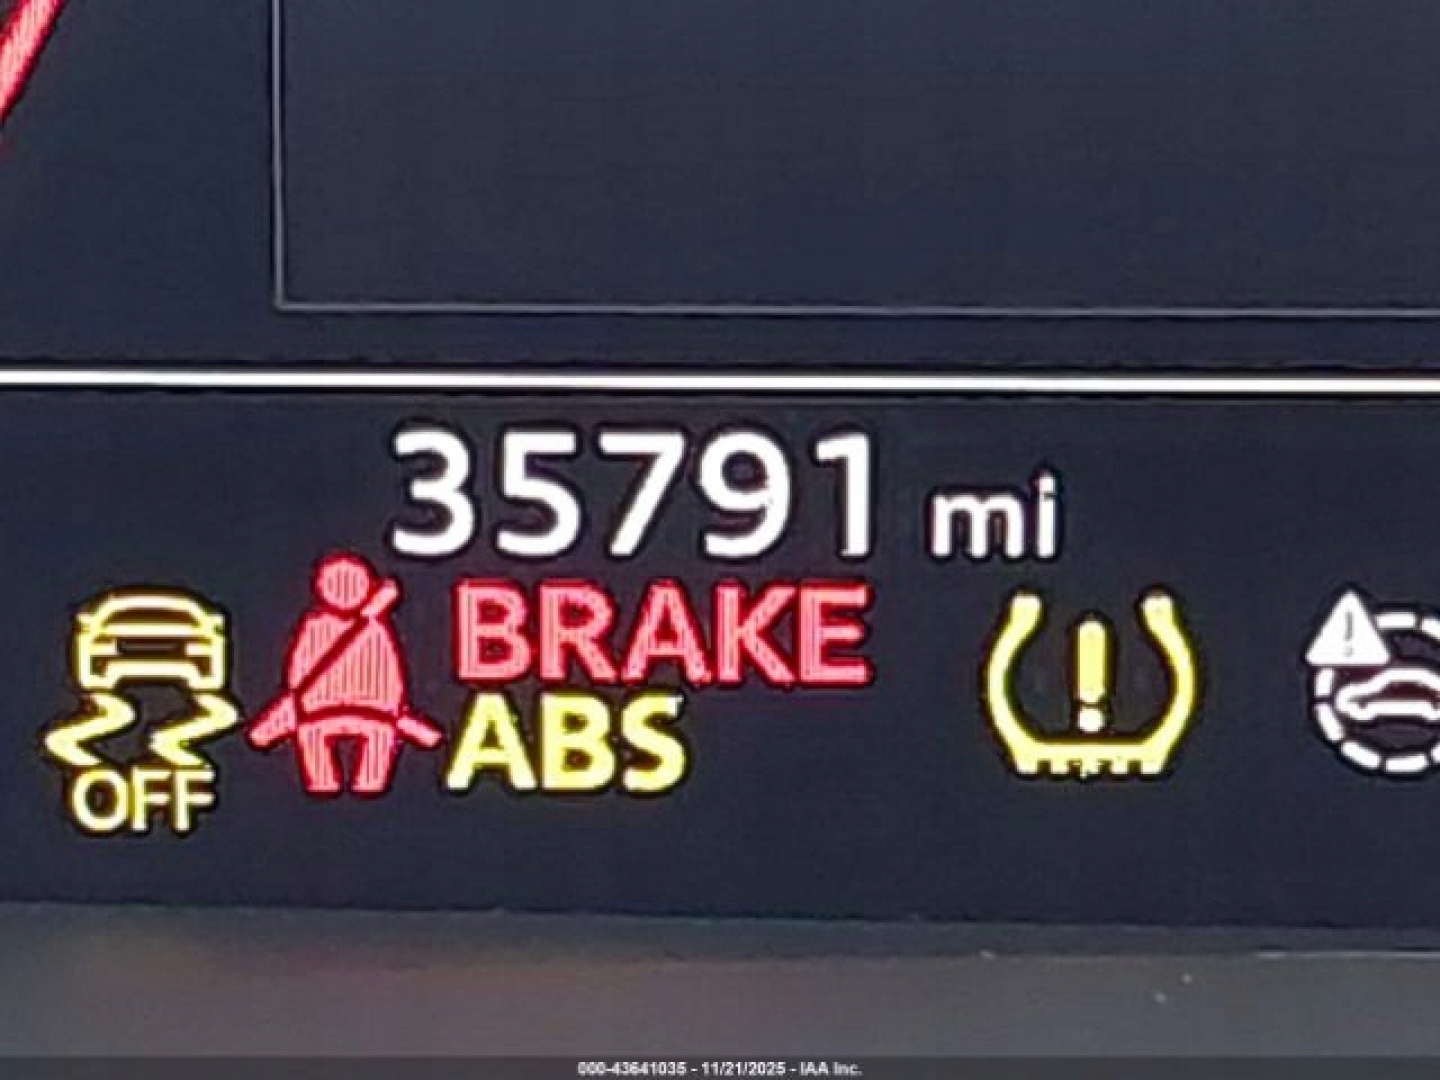 35791 mi
BRAKE
ABS
OFF
000-43641035 - 11/21/2025 - IAA Inc.